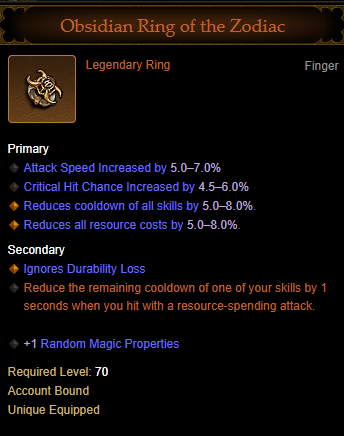 Obsidian Ring of the Zodiac
Legendary Ring
Finger
Primary
Attack Speed Increased by 5.0–7.0%
Critical Hit Chance Increased by 4.5–6.0%
Reduces cooldown of all skills by 5.0–8.0%.
Reduces all resource costs by 5.0–8.0%.
Secondary
Ignores Durability Loss
Reduce the remaining cooldown of one of your skills by 1
seconds when you hit with a resource-spending attack.
+1 Random Magic Properties
Required Level: 70
Account Bound
Unique Equipped